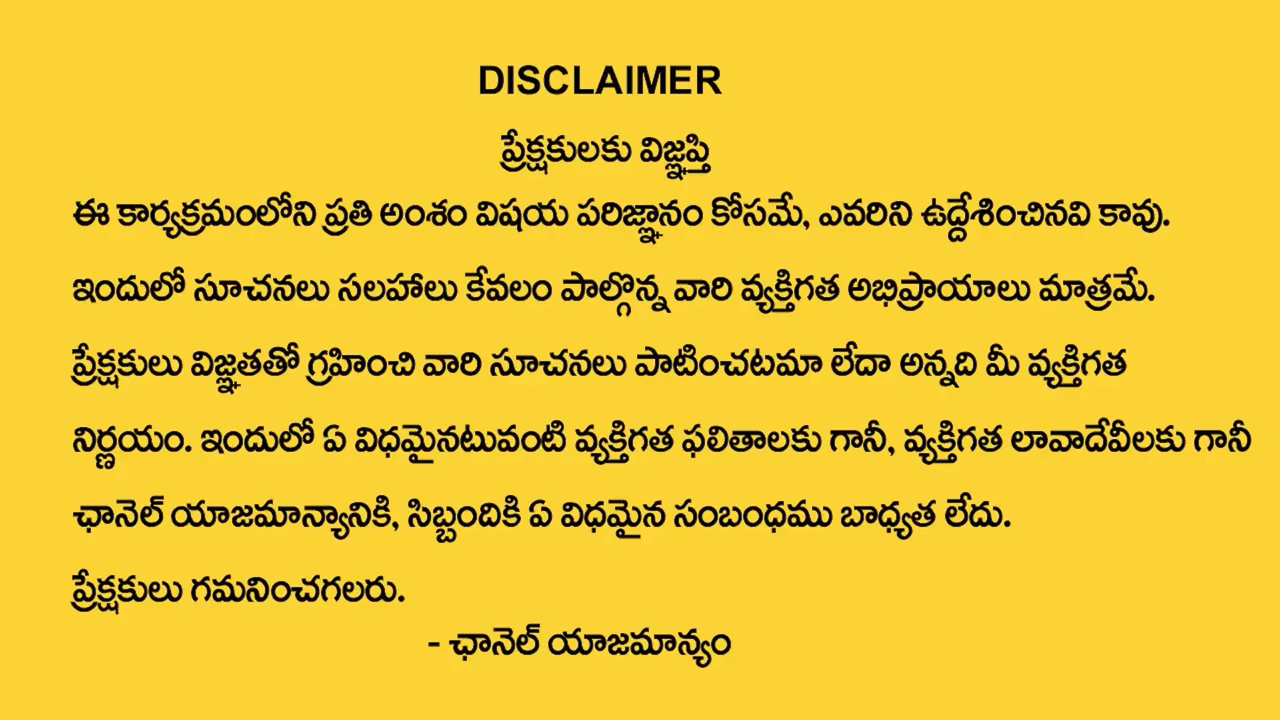 DISCLAIMER
ప్రేక్షకులకు విజ్ఞప్తి
ఈ కార్యక్రమంలోని ప్రతి అంశం విషయ పరిజ్ఞానం కోసమే, ఎవరిని ఉద్దేశించినవి కావు.
ఇందులో సూచనలు సలహాలు కేవలం పాల్గొన్న వారి వ్యక్తిగత అభిప్రాయాలు మాత్రమే.
ప్రేక్షకులు విజ్ఞతతో గ్రహించి వారి సూచనలు పాటించటమా లేదా అన్నది మీ వ్యక్తిగత
నిర్ణయం. ఇందులో ఏ విధమైనటువంటి వ్యక్తిగత ఫలితాలకు గానీ, వ్యక్తిగత లావాదేవీలకు గానీ
ఛానెల్ యాజమాన్యానికి, సిబ్బందికి ఏ విధమైన సంబంధము బాధ్యత లేదు.
ప్రేక్షకులు గమనించగలరు.
- ఛానెల్ యాజమాన్యం